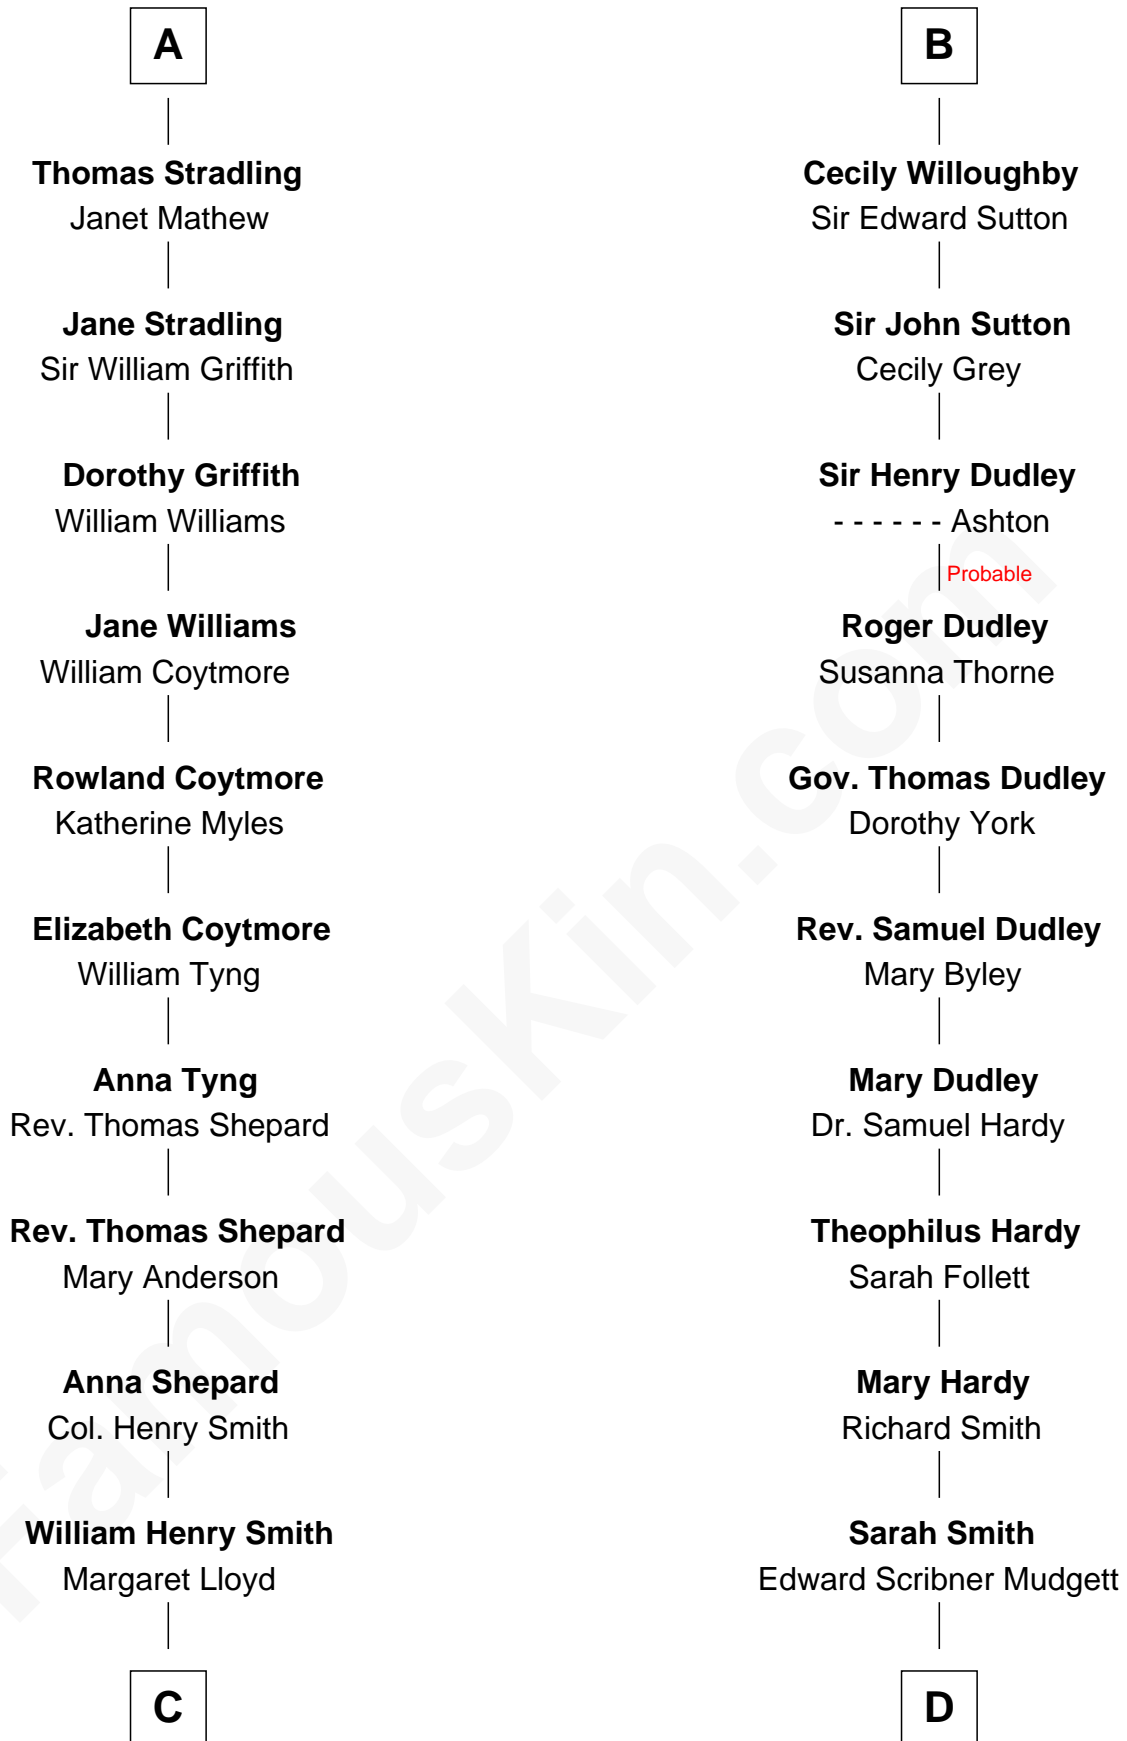 A
Thomas Stradling
Janet Mathew
Jane Stradling
Sir William Griffith
Dorothy Griffith
William Williams
Jane Williams
William Coytmore
Rowland Coytmore
Katherine Myles
Elizabeth Coytmore
William Tyng
Anna Tyng
Rev. Thomas Shepard
Rev. Thomas Shepard
Mary Anderson
Anna Shepard
Col. Henry Smith
William Henry Smith
Margaret Lloyd
C
B
Cecily Willoughby
Sir Edward Sutton
Sir John Sutton
Cecily Grey
Sir Henry Dudley
- - - - - - Ashton
Probable
Roger Dudley
Susanna Thorne
Gov. Thomas Dudley
Dorothy York
Rev. Samuel Dudley
Mary Byley
Mary Dudley
Dr. Samuel Hardy
Theophilus Hardy
Sarah Follett
Mary Hardy
Richard Smith
Sarah Smith
Edward Scribner Mudgett
D
FamousKin.com